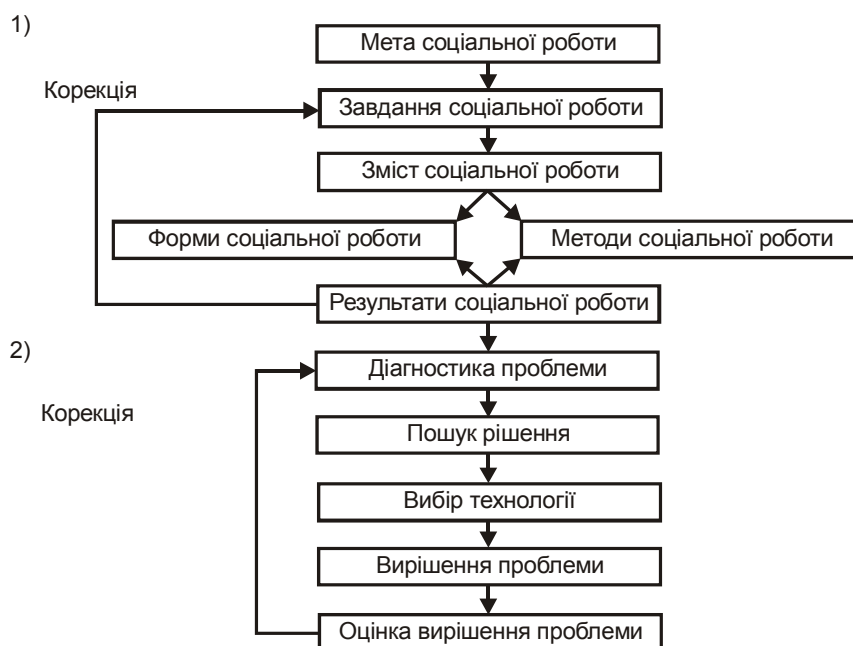 1)
Мета соціальної роботи
Корекція
Завдання соціальної роботи
Зміст соціальної роботи
Форми соціальної роботи
Методи соціальної роботи
Результати соціальної роботи
2)
Діагностика проблеми
Корекція
Пошук рішення
Вибір технології
Вирішення проблеми
Оцінка вирішення проблеми